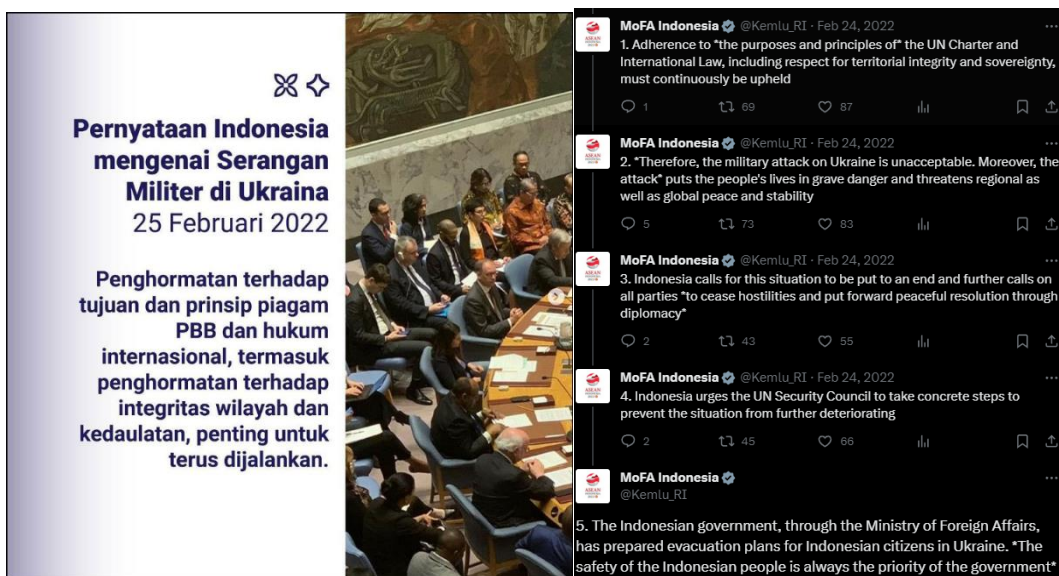 Pernyataan Indonesia
mengenai Serangan
Militer di Ukraina
25 Februari 2022
Penghormatan terhadap
tujuan dan prinsip piagam
PBB dan hukum
internasional, termasuk
penghormatan terhadap
integritas wilayah dan
kedaulatan, penting untuk
terus dijalankan.
MoFA Indonesia @Kemlu_RI · Feb 24, 2022
1. Adherence to *the purposes and principles of* the UN Charter and
International Law, including respect for territorial integrity and sovereignty,
must continuously be upheld
1 69 87
MoFA Indonesia @Kemlu_RI · Feb 24, 2022
2. *Therefore, the military attack on Ukraine is unacceptable. Moreover, the
attack* puts the people's lives in grave danger and threatens regional as
well as global peace and stability
5 73 83
MoFA Indonesia @Kemlu_RI · Feb 24, 2022
3. Indonesia calls for this situation to be put to an end and further calls on
all parties *to cease hostilities and put forward peaceful resolution through
diplomacy*
2 43 55
MoFA Indonesia @Kemlu_RI · Feb 24, 2022
4. Indonesia urges the UN Security Council to take concrete steps to
prevent the situation from further deteriorating
2 45 66
MoFA Indonesia
@Kemlu_RI
5. The Indonesian government, through the Ministry of Foreign Affairs,
has prepared evacuation plans for Indonesian citizens in Ukraine. *The
safety of the Indonesian people is always the priority of the government*